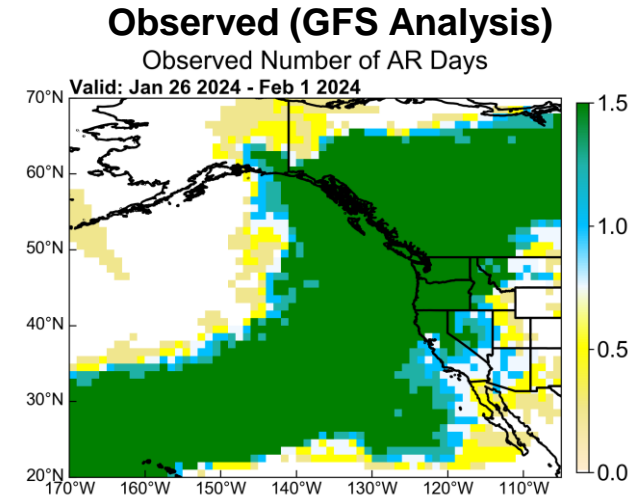 Observed (GFS Analysis)
Observed Number of AR Days
Valid: Jan 26 2024 - Feb 1 2024
70°N
60°N
50°N
40°N
30°N
20°N
170°W 160°W 150°W 140°W 130°W 120°W 110°W
1.5
1.0
0.5
0.0